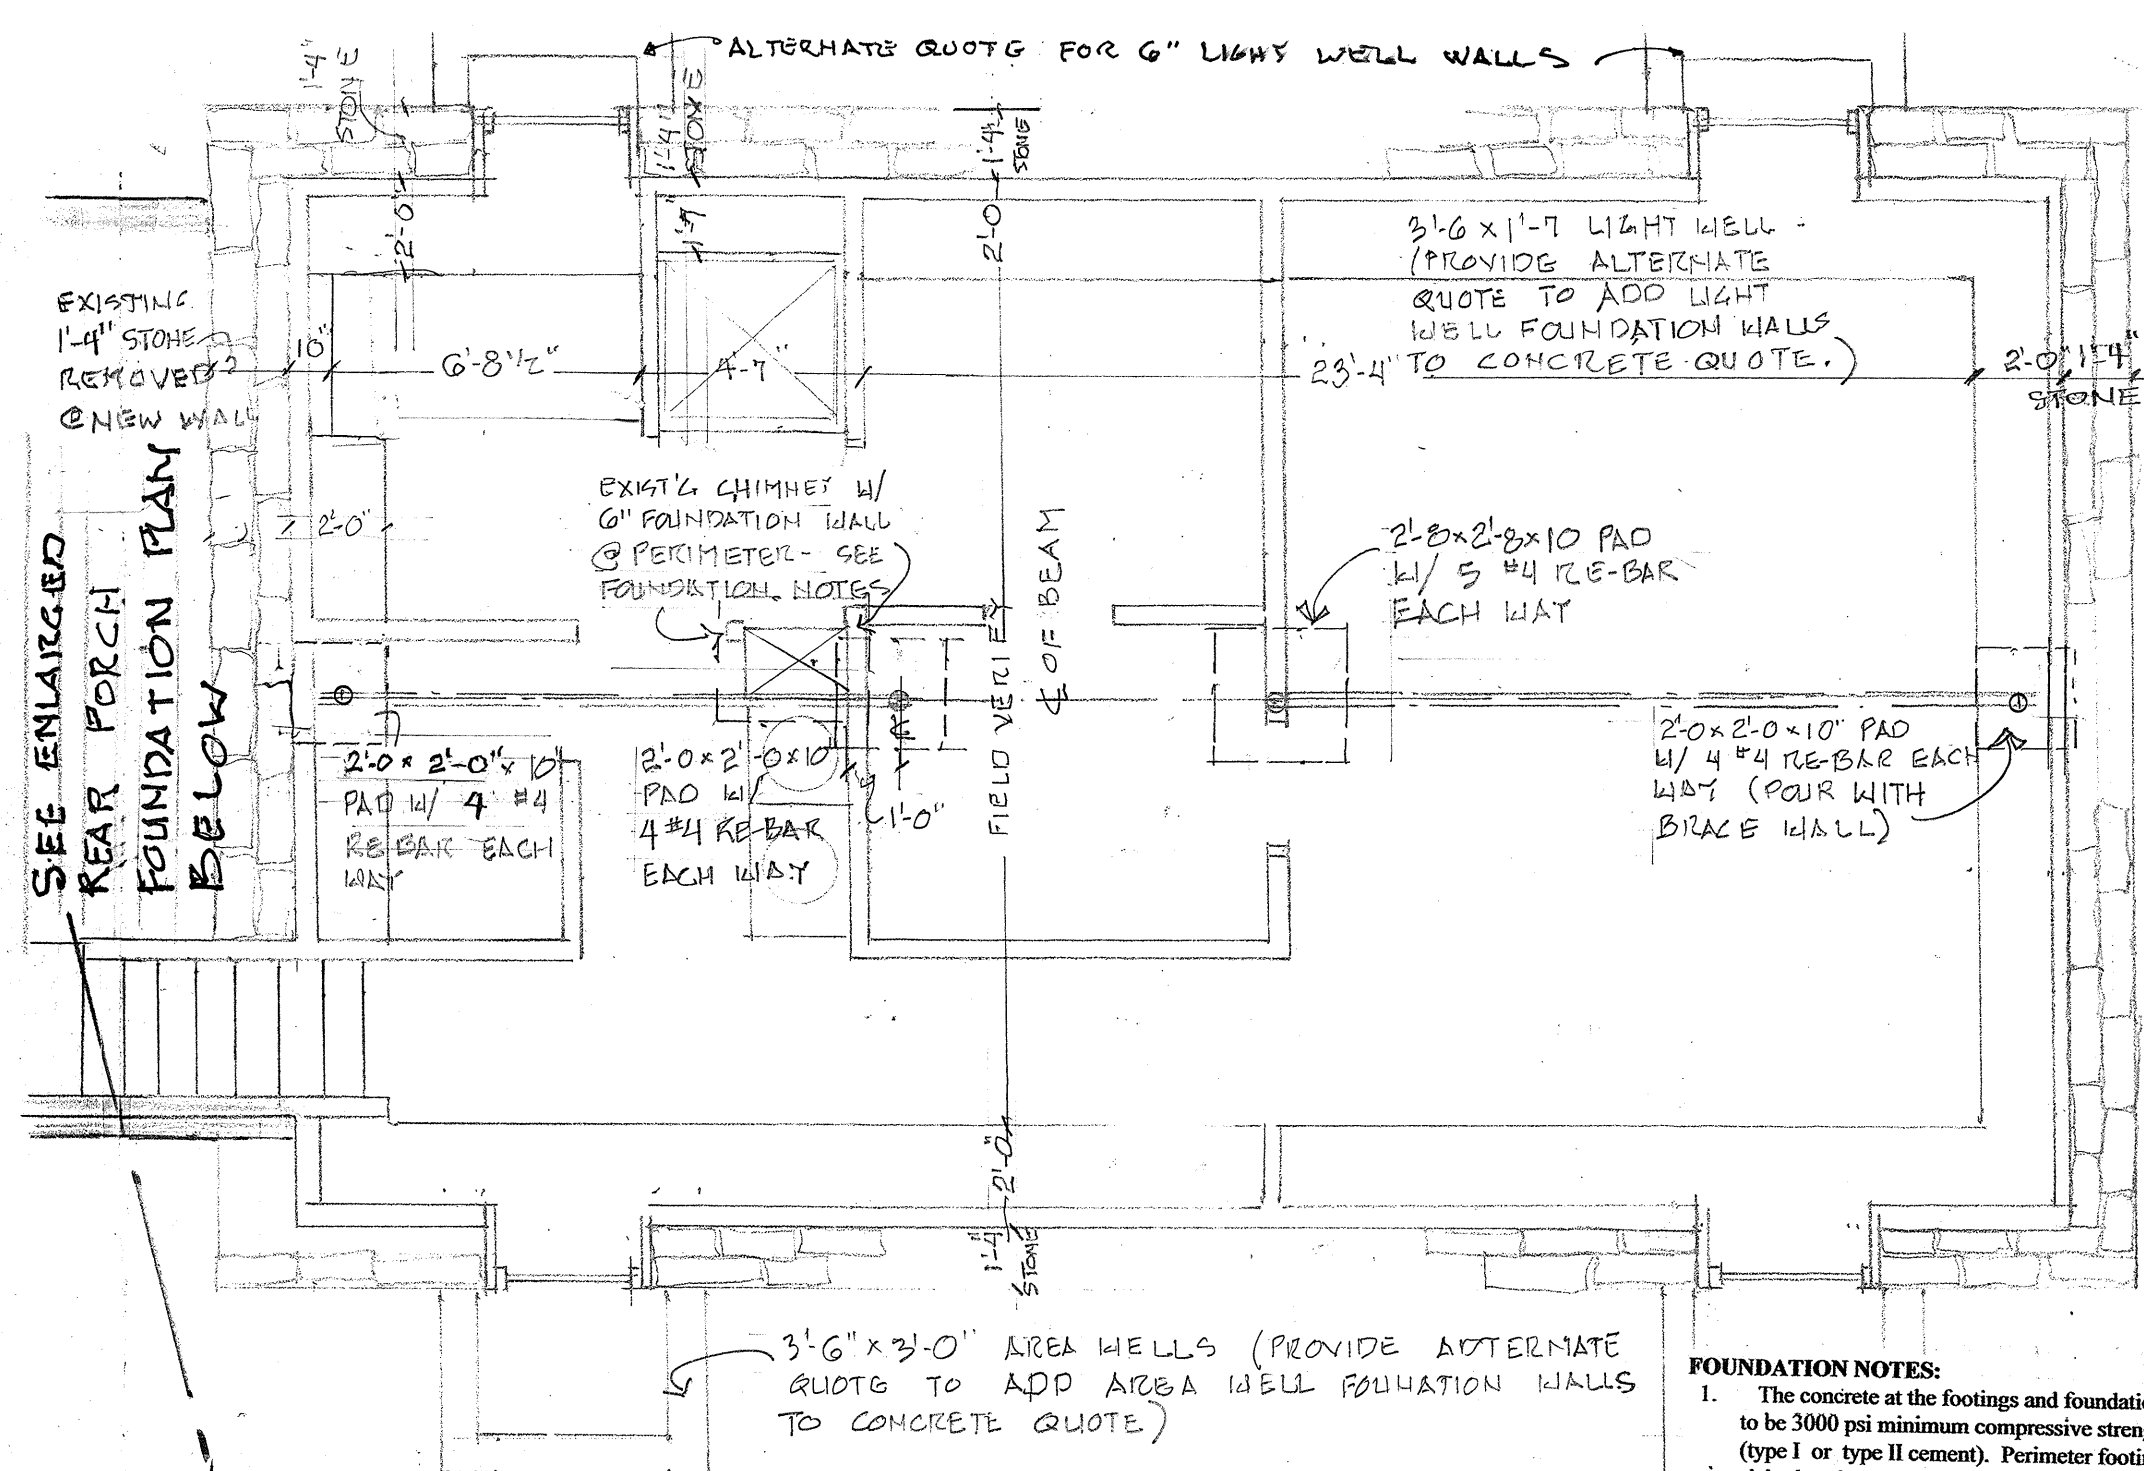 ALTERNATE QUOTE FOR 6" LIGHT WELL WALLS
1'-4"
STONE
1'-4"
STONE
1'-4"
STONE
2'-0"
1'-7"
2'-0"
3'-6 x 1'-7 LIGHT WELL -
(PROVIDE ALTERNATE
QUOTE TO ADD LIGHT
WELL FOUNDATION WALLS
TO CONCRETE QUOTE.)
EXISTING
1'-4" STONE
REMOVED
@ NEW WALL
10"
6'-8 1/2"
4-7"
23'-4"
2'-0"
1'-4"
STONE
2'-0"
EXIST'G CHIMNEY W/
6" FOUNDATION WALL
@ PERIMETER - SEE
FOUNDATION NOTES
FIELD VERIFY
℄ OF BEAM
2'-8 x 2'-8 x 10 PAD
W/ 5 #4 RE-BAR
EACH WAY
SEE ENLARGED
REAR PORCH
FOUNDATION PLAN
BELOW
2'-0 x 2'-0" x 10"
PAD W/ 4 #4
RE-BAR EACH
WAY
2'-0 x 2'-0 x 10"
PAD W/
4 #4 RE-BAR
EACH WAY
1'-0"
2'-0 x 2'-0 x 10" PAD
W/ 4 #4 RE-BAR EACH
WAY (POUR WITH
BRACE WALL)
2'-0"
1'-4"
STONE
3'-6" x 3'-0" AREA WELLS (PROVIDE ADTERNATE
QUOTE TO ADD AREA WELL FOUNATION WALLS
TO CONCRETE QUOTE)
FOUNDATION NOTES:
1. The concrete at the footings and foundatio
to be 3000 psi minimum compressive stren
(type I or type II cement). Perimeter footi